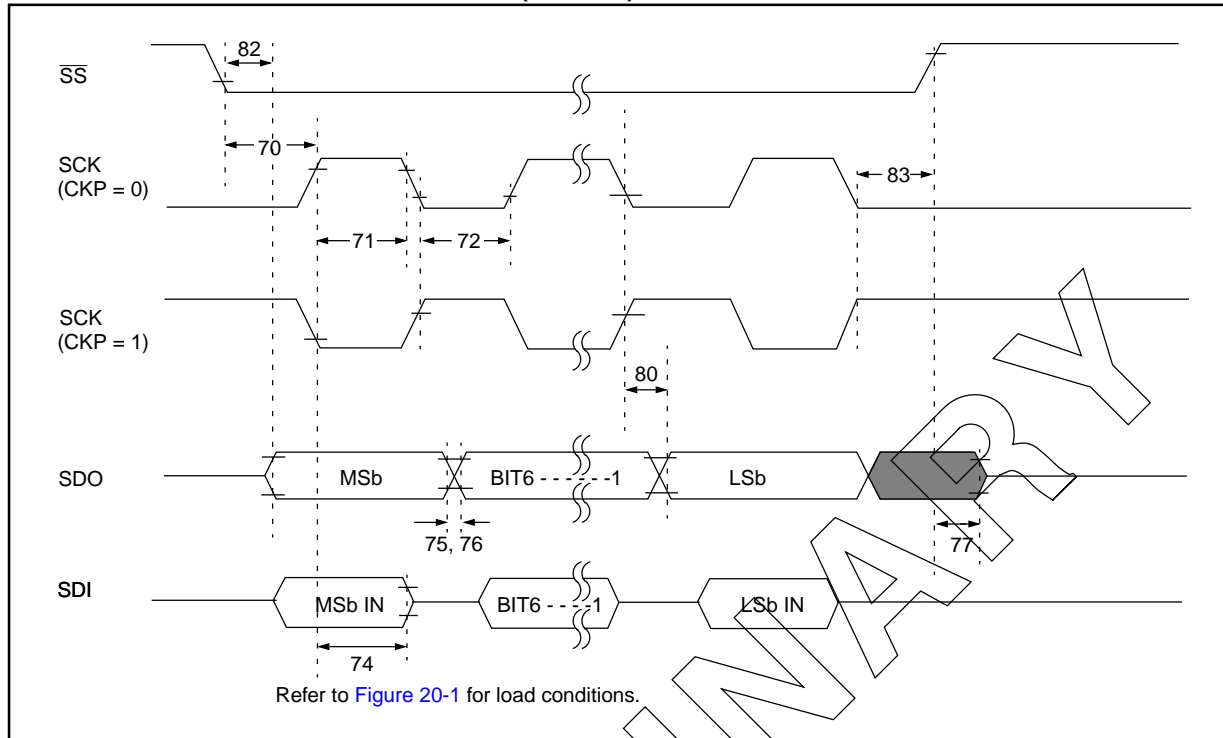 82
SS
70
SCK
(CKP = 0)
83
71
72
SCK
(CKP = 1)
80
SDO
MSb
BIT6 - - - - - -1
LSb
75, 76
77
SDI
MSb IN
BIT6 - - - -1
LSb IN
74
Refer to Figure 20-1 for load conditions.
INARY